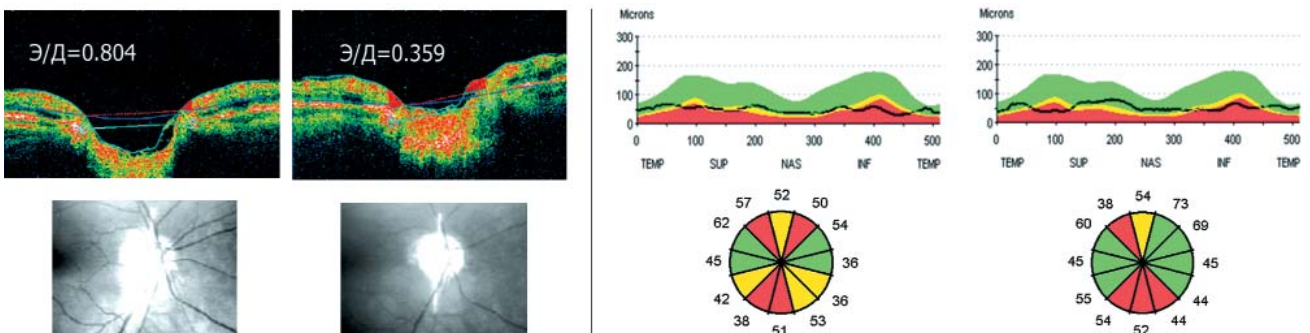 Э/Д=0.804
Э/Д=0.359
Microns
300
200
100
0
0 100 200 300 400 500
TEMP SUP NAS INF TEMP
Microns
300
200
100
0
0 100 200 300 400 500
TEMP SUP NAS INF TEMP
52
57 50
62 54
45 36
42 36
38 53
51
54
38 73
60 69
45 45
55 44
54 44
52